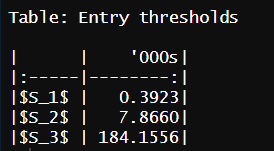 Table: Entry thresholds
|      |    '000s|
|:-----|--------:|
|$S_1$ |   0.3923|
|$S_2$ |   7.8660|
|$S_3$ | 184.1556|